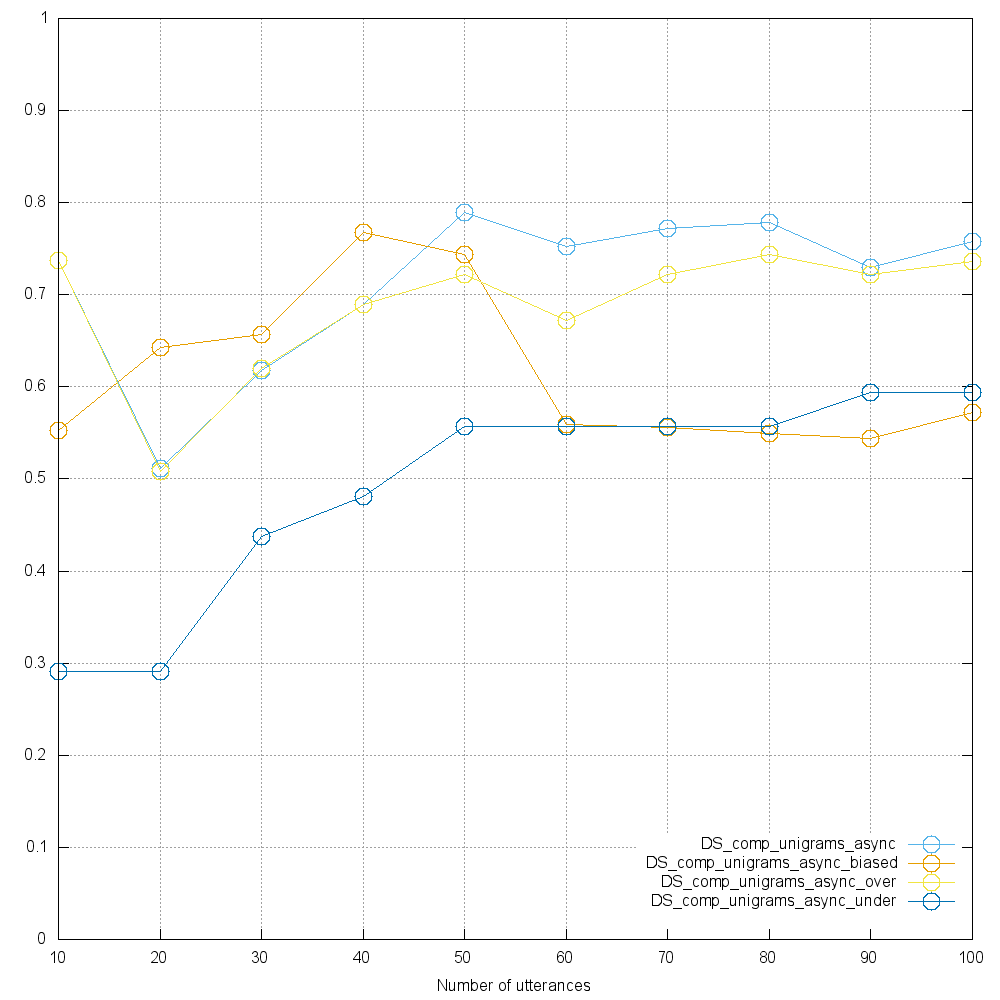 1
0.9
0.8
0.7
0.6
0.5
0.4
0.3
0.2
0.1
0
DS_comp_unigrams_async
DS_comp_unigrams_async_biased
DS_comp_unigrams_async_over
DS_comp_unigrams_async_under
10 20 30 40 50 60 70 80 90 100
Number of utterances